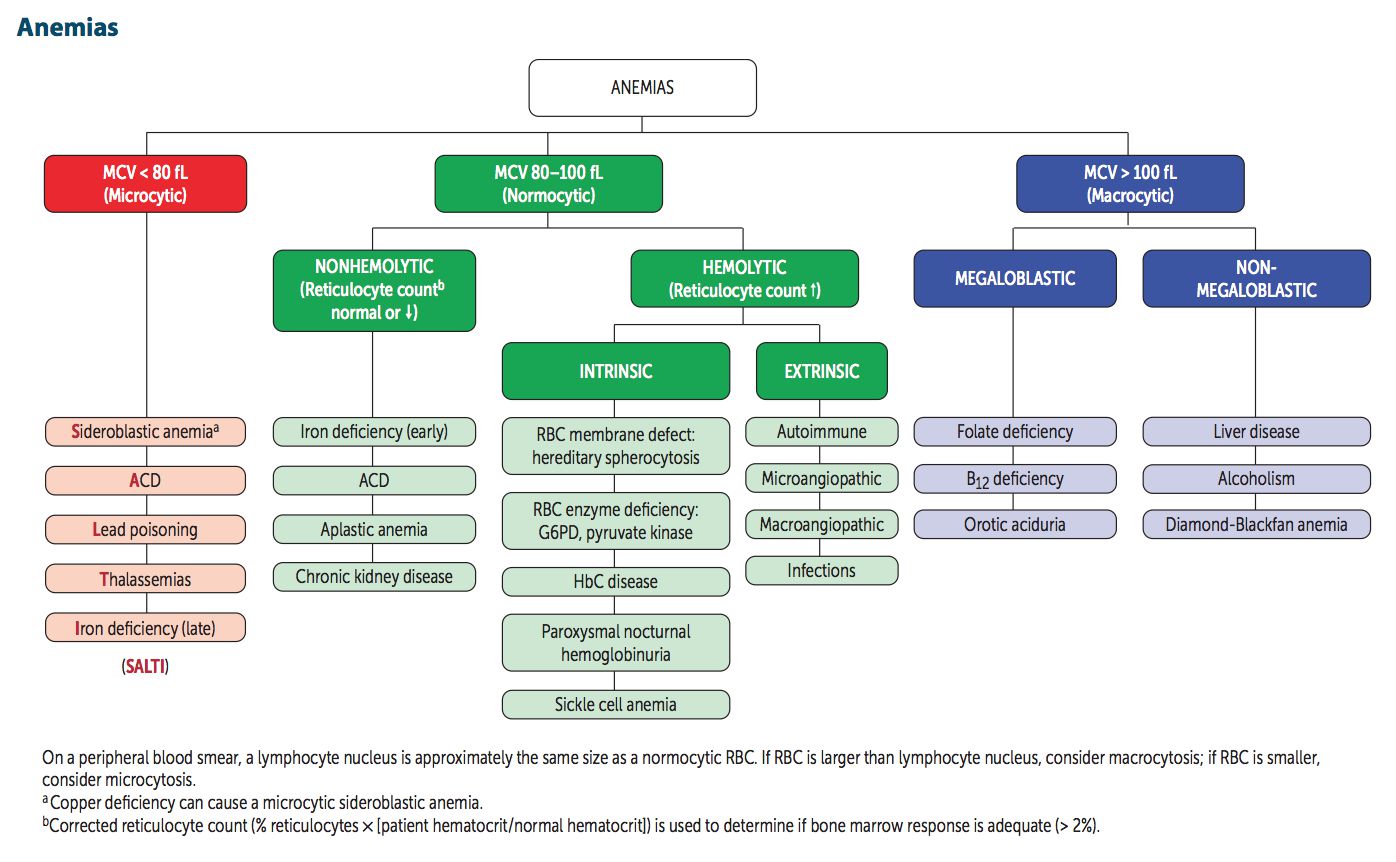 Anemias
ANEMIAS
MCV < 80 fL
(Microcytic)
MCV 80–100 fL
(Normocytic)
MCV > 100 fL
(Macrocytic)
NONHEMOLYTIC
(Reticulocyte countᵇ
normal or ↓)
HEMOLYTIC
(Reticulocyte count ↑)
MEGALOBLASTIC
NON-
MEGALOBLASTIC
INTRINSIC
EXTRINSIC
Sideroblastic anemiaᵃ
ACD
Lead poisoning
Thalassemias
Iron deficiency (late)
(SALTI)
Iron deficiency (early)
ACD
Aplastic anemia
Chronic kidney disease
RBC membrane defect:
hereditary spherocytosis
RBC enzyme deficiency:
G6PD, pyruvate kinase
HbC disease
Paroxysmal nocturnal
hemoglobinuria
Sickle cell anemia
Autoimmune
Microangiopathic
Macroangiopathic
Infections
Folate deficiency
B₁₂ deficiency
Orotic aciduria
Liver disease
Alcoholism
Diamond-Blackfan anemia
On a peripheral blood smear, a lymphocyte nucleus is approximately the same size as a normocytic RBC. If RBC is larger than lymphocyte nucleus, consider macrocytosis; if RBC is smaller,
consider microcytosis.
ᵃ Copper deficiency can cause a microcytic sideroblastic anemia.
ᵇCorrected reticulocyte count (% reticulocytes × [patient hematocrit/normal hematocrit]) is used to determine if bone marrow response is adequate (> 2%).